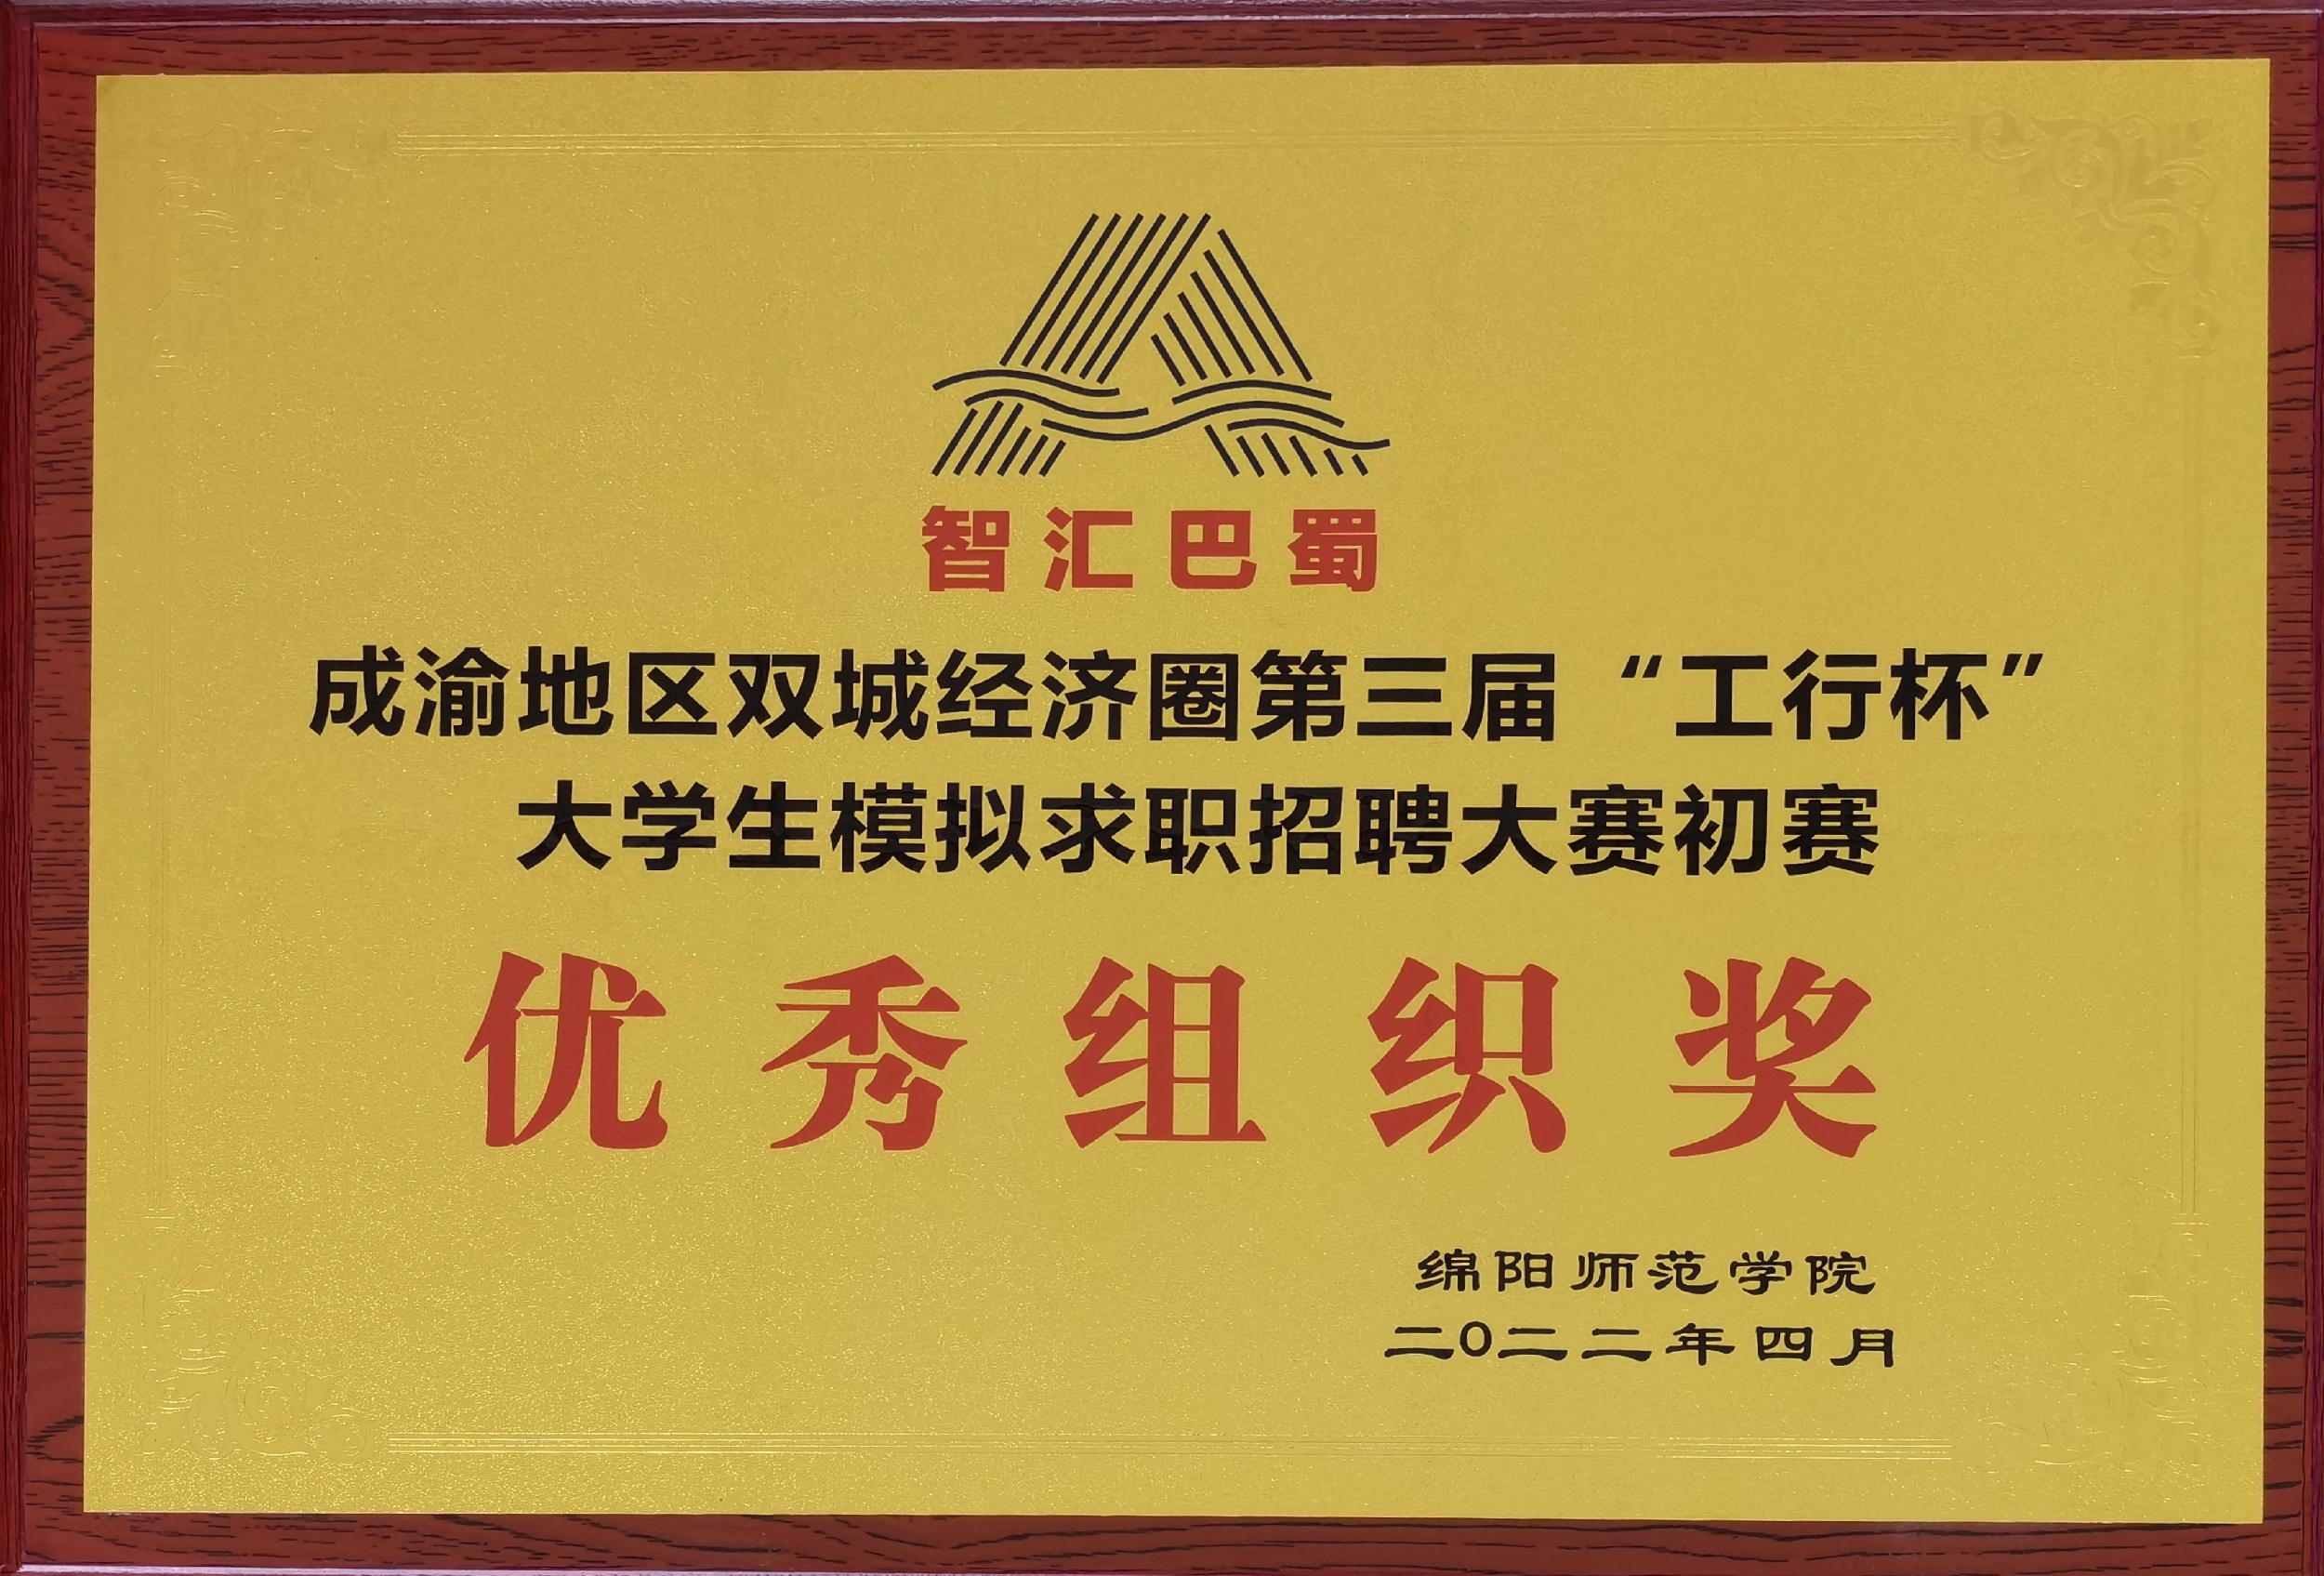 智汇巴蜀
成渝地区双城经济圈第三届“工行杯”
大学生模拟求职招聘大赛初赛
优秀组织奖
绵阳师范学院
二〇二二年四月